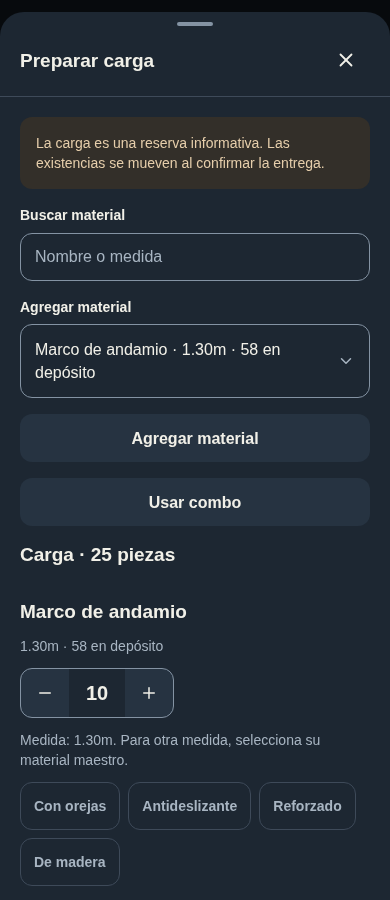 Preparar carga
La carga es una reserva informativa. Las
existencias se mueven al confirmar la entrega.
Buscar material
Nombre o medida
Agregar material
Marco de andamio · 1.30m · 58 en
depósito
Agregar material
Usar combo
Carga · 25 piezas
Marco de andamio
1.30m · 58 en depósito
− 10 +
Medida: 1.30m. Para otra medida, selecciona su
material maestro.
Con orejas Antideslizante Reforzado
De madera